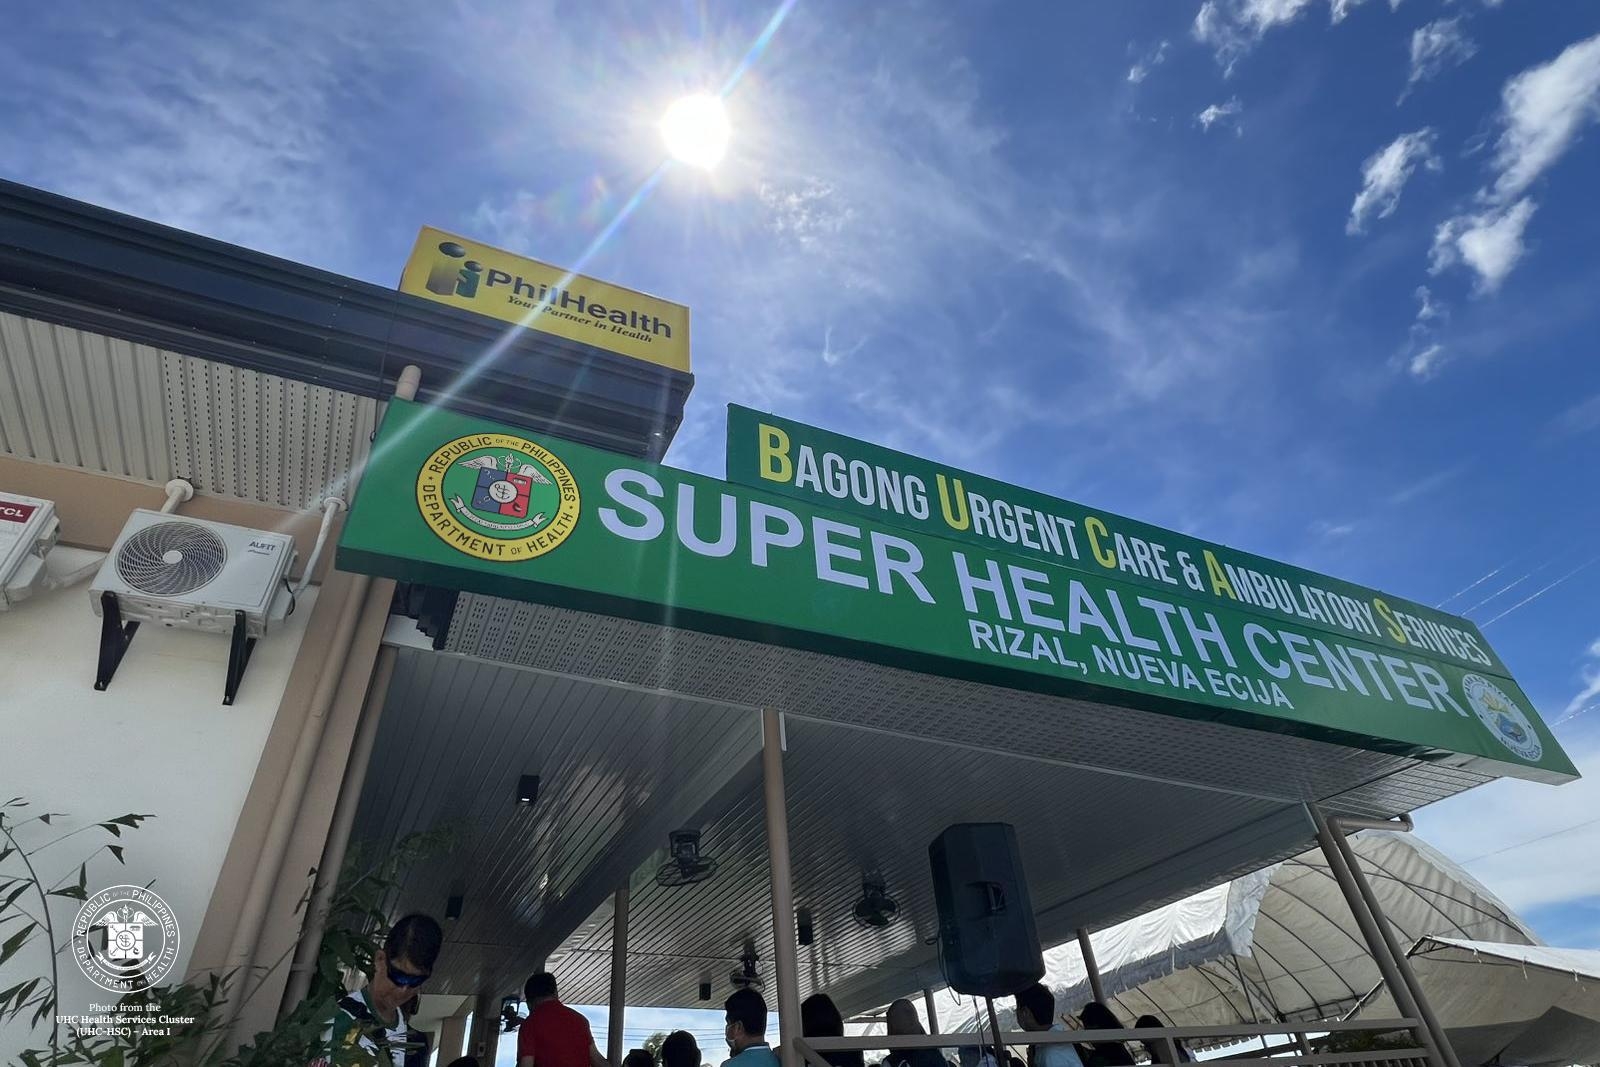 PhilHealth
Your Partner in Health
BAGONG URGENT CARE & AMBULATORY SERVICES
REPUBLIC OF THE PHILIPPINES
DEPARTMENT OF HEALTH
SUPER HEALTH CENTER
RIZAL, NUEVA ECIJA
TCL
AUFIT
REPUBLIC OF THE PHILIPPINES
DEPARTMENT OF HEALTH
Photo from the
UHC Health Services Cluster
(UHC-HSC) – Area I